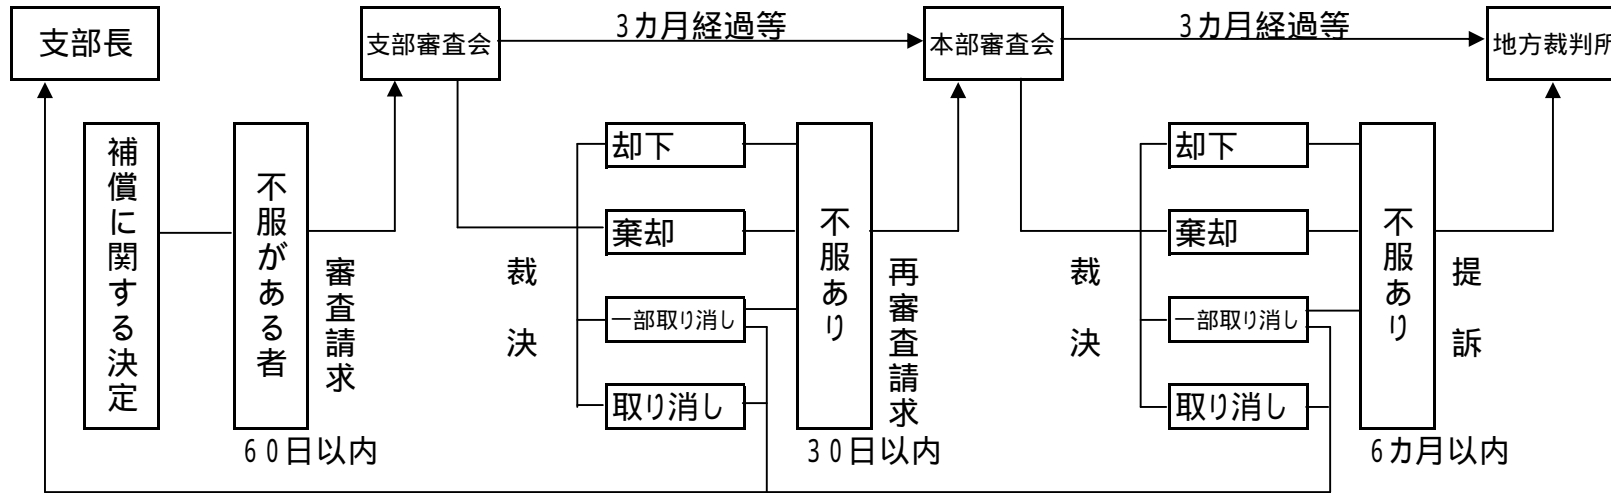 支部長
支部審査会
3カ月経過等
本部審査会
3カ月経過等
地方裁判所
補償に関する決定
不服がある者
審査請求
60日以内
裁決
却下
棄却
一部取り消し
取り消し
不服あり
再審査請求
30日以内
裁決
却下
棄却
一部取り消し
取り消し
不服あり
提訴
6カ月以内